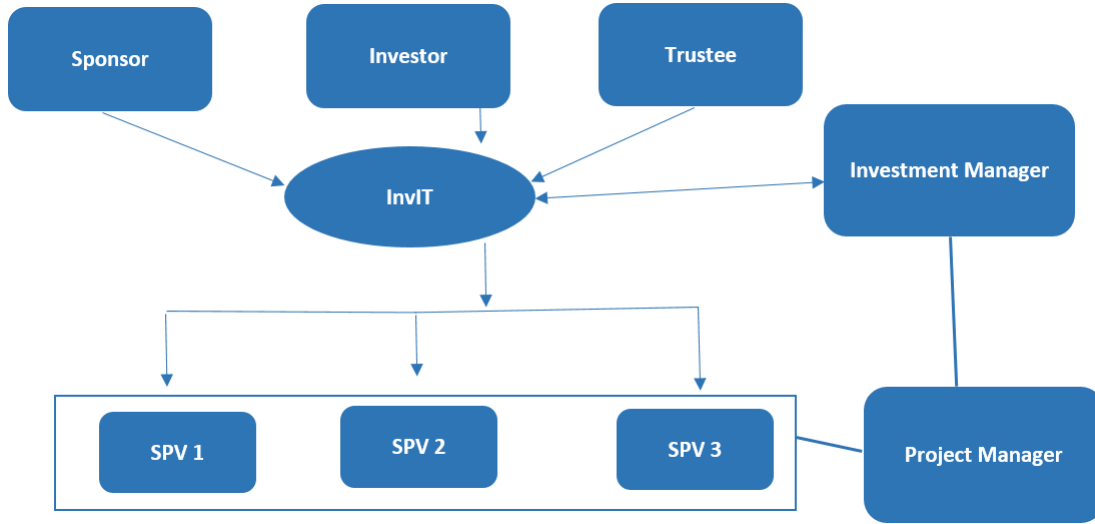 Sponsor
Investor
Trustee
Investment Manager
InvIT
SPV 1
SPV 2
SPV 3
Project Manager